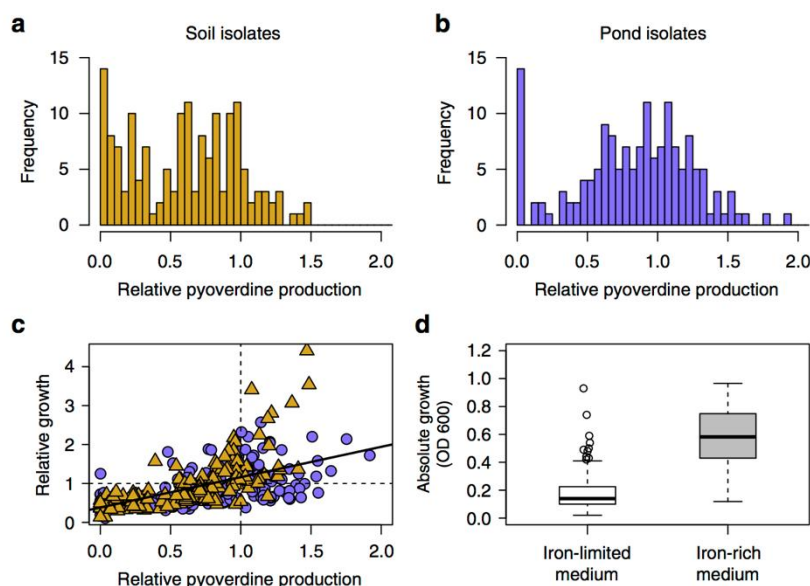 a
Soil isolates
15
10
5
0
Frequency
0.0 0.5 1.0 1.5 2.0
Relative pyoverdine production
b
Pond isolates
15
10
5
0
Frequency
0.0 0.5 1.0 1.5 2.0
Relative pyoverdine production
c
4
3
2
1
0
Relative growth
0.0 0.5 1.0 1.5 2.0
Relative pyoverdine production
d
1.2
1.0
0.8
0.6
0.4
0.2
0.0
Absolute growth
(OD 600)
Iron-limited
medium
Iron-rich
medium